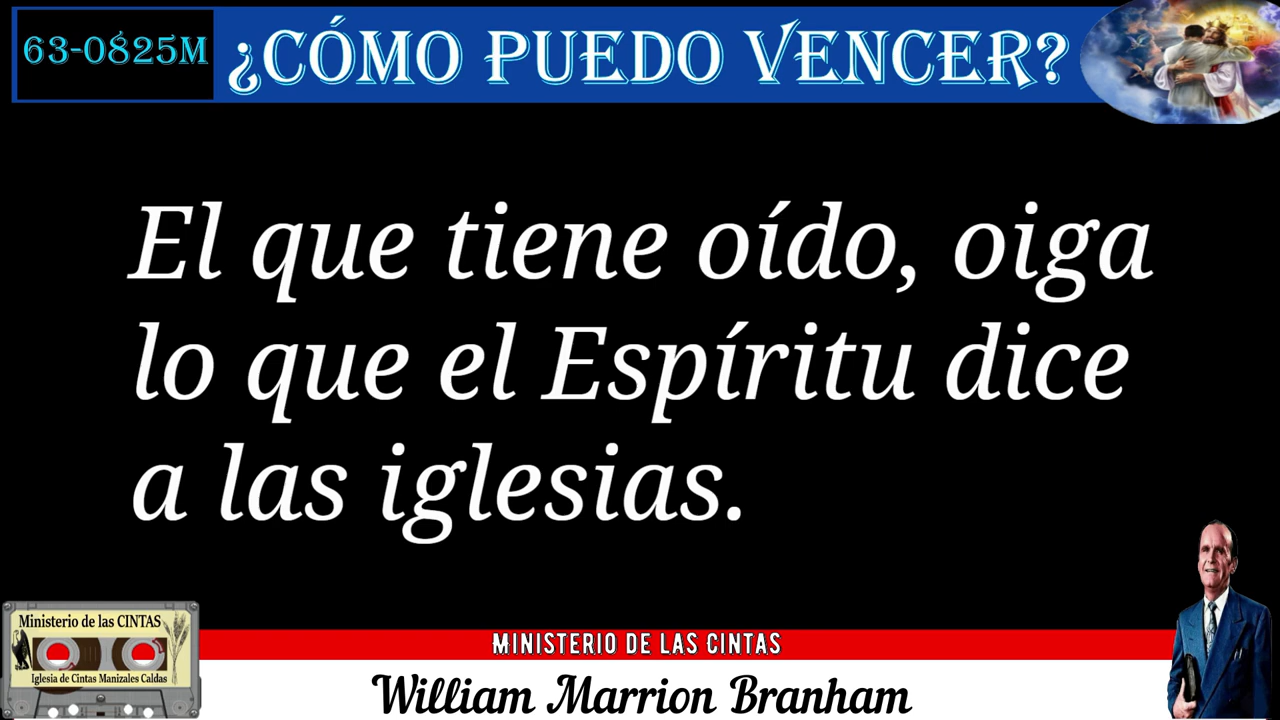 63-0825M
¿CÓMO PUEDO VENCER?
El que tiene oído, oiga
lo que el Espíritu dice
a las iglesias.
Ministerio de las CINTAS
Iglesia de Cintas Manizales Caldas
MINISTERIO DE LAS CINTAS
William Marrion Branham